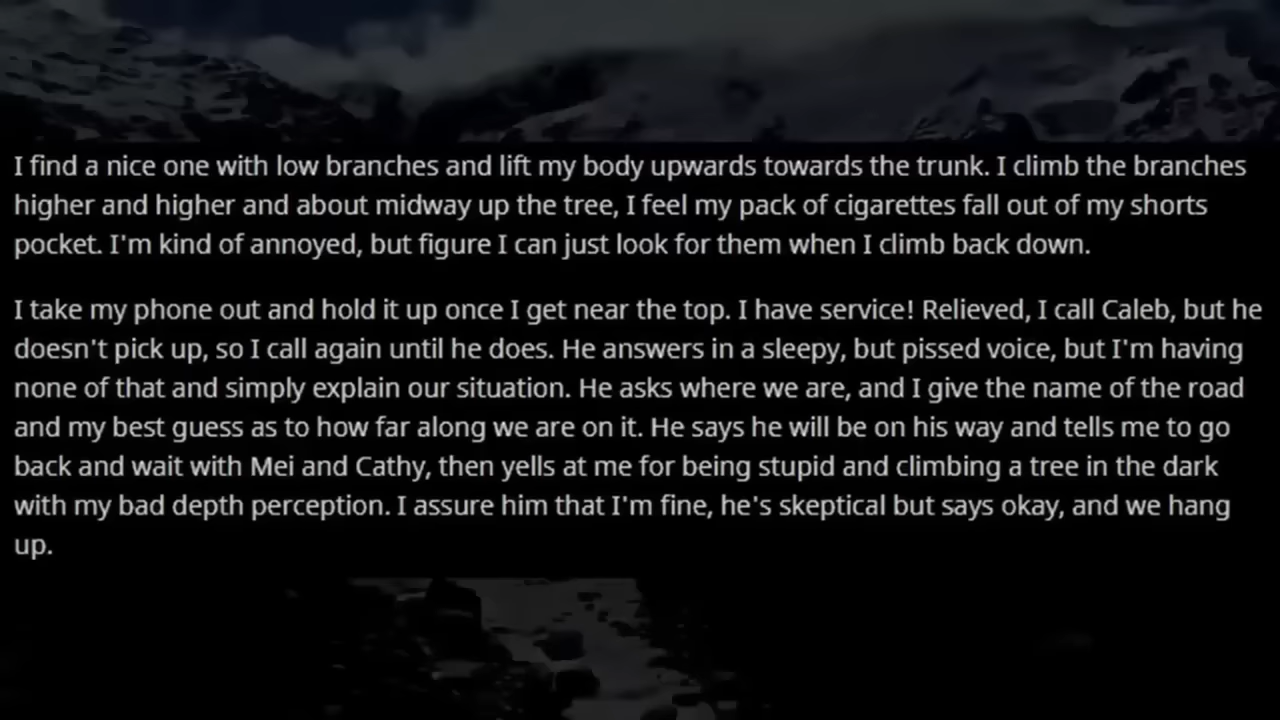 I find a nice one with low branches and lift my body upwards towards the trunk. I climb the branches
higher and higher and about midway up the tree, I feel my pack of cigarettes fall out of my shorts
pocket. I'm kind of annoyed, but figure I can just look for them when I climb back down.
I take my phone out and hold it up once I get near the top. I have service! Relieved, I call Caleb, but he
doesn't pick up, so I call again until he does. He answers in a sleepy, but pissed voice, but I'm having
none of that and simply explain our situation. He asks where we are, and I give the name of the road
and my best guess as to how far along we are on it. He says he will be on his way and tells me to go
back and wait with Mei and Cathy, then yells at me for being stupid and climbing a tree in the dark
with my bad depth perception. I assure him that I'm fine, he's skeptical but says okay, and we hang
up.